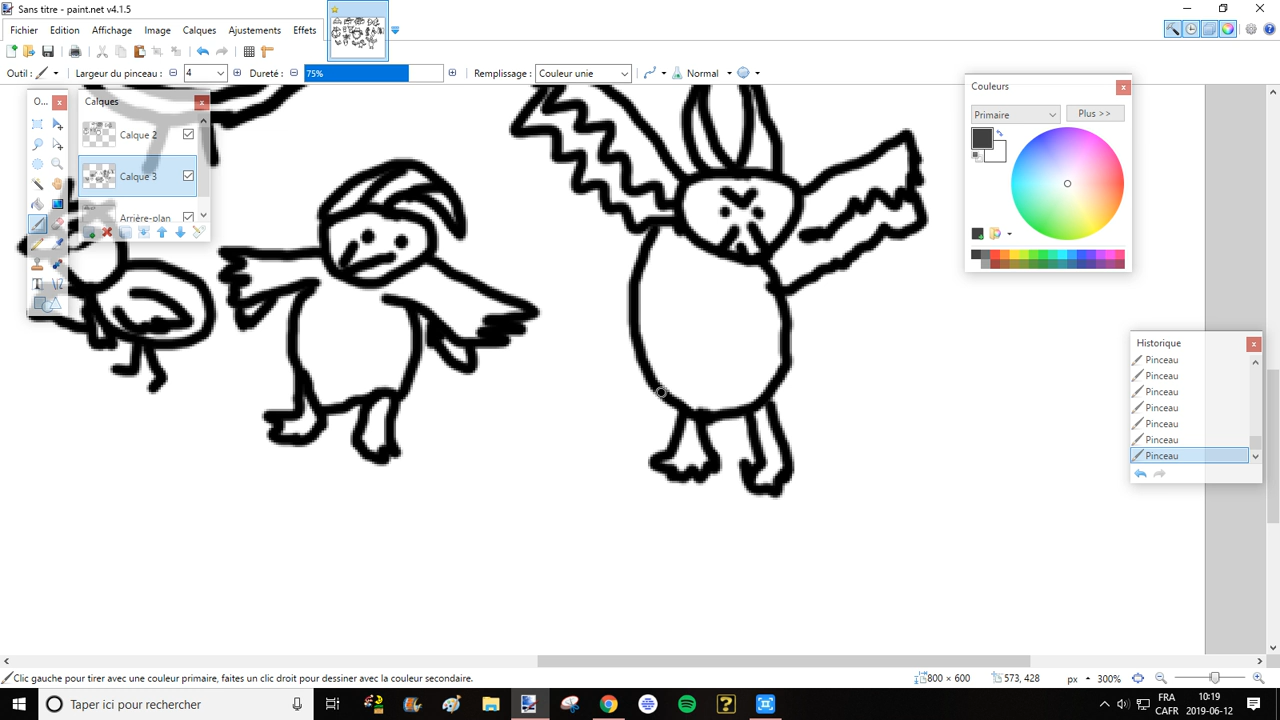 Sans titre - paint.net v4.1.5
Fichier Edition Affichage Image Calques Ajustements Effets
Outil : Largeur du pinceau : 4 Dureté : 75% Remplissage : Couleur unie Normal
O... Calques
Calque 2
Calque 3
Arrière-plan
Couleurs
Primaire Plus >>
Historique
Pinceau
Pinceau
Pinceau
Pinceau
Pinceau
Pinceau
Pinceau
Clic gauche pour tirer avec une couleur primaire, faites un clic droit pour dessiner avec la couleur secondaire. 800 × 600 573, 428 px 300%
Taper ici pour rechercher
FRA 10:19
CAFR 2019-06-12